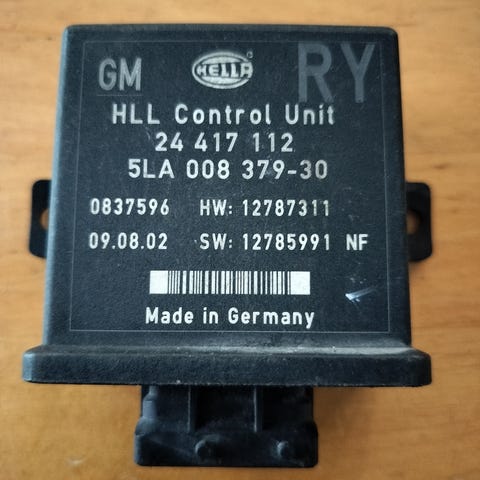 GM HELLA ® RY
HLL Control Unit
24 417 112
5LA 008 379-30
0837596 HW: 12787311
09.08.02 SW: 12785991 NF
Made in Germany